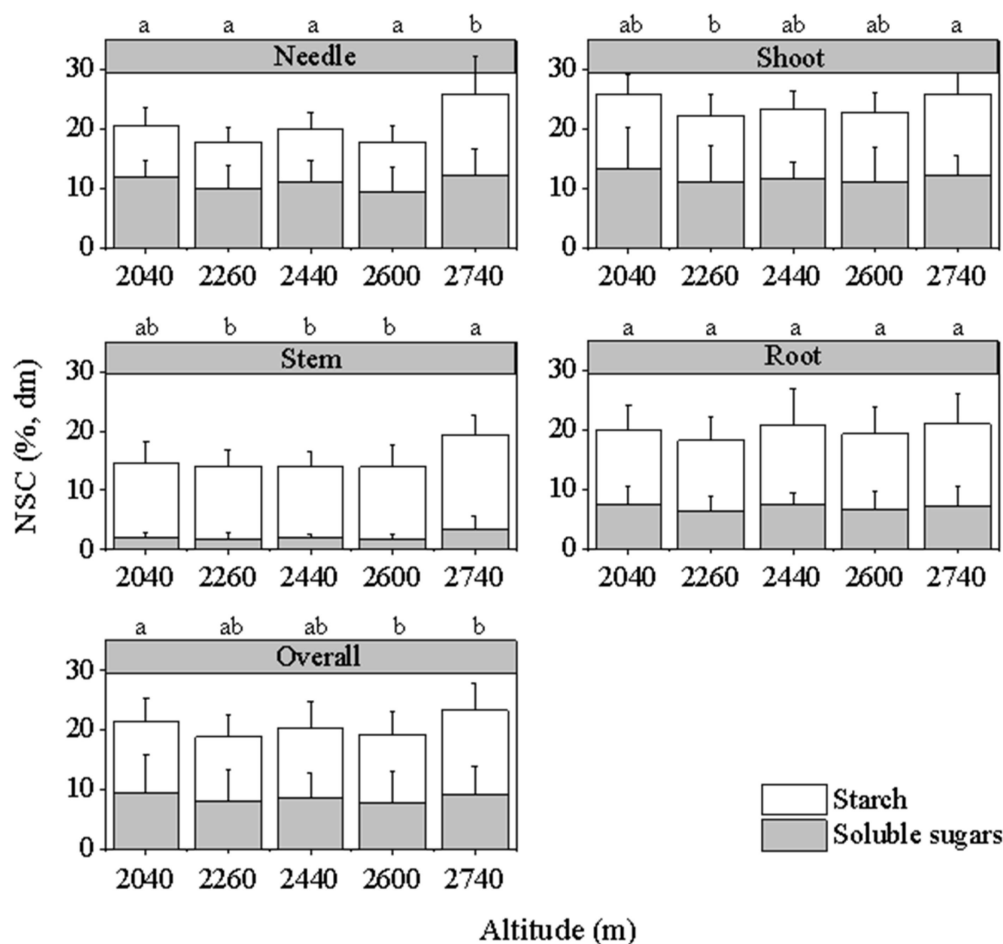 a a a a b
Needle
30
20
10
0
2040 2260 2440 2600 2740
ab b ab ab a
Shoot
30
20
10
0
2040 2260 2440 2600 2740
ab b b b a
Stem
30
20
10
0
2040 2260 2440 2600 2740
a a a a a
Root
30
20
10
0
2040 2260 2440 2600 2740
a ab ab b b
Overall
30
20
10
0
2040 2260 2440 2600 2740
NSC (%, dm)
Altitude (m)
Starch
Soluble sugars